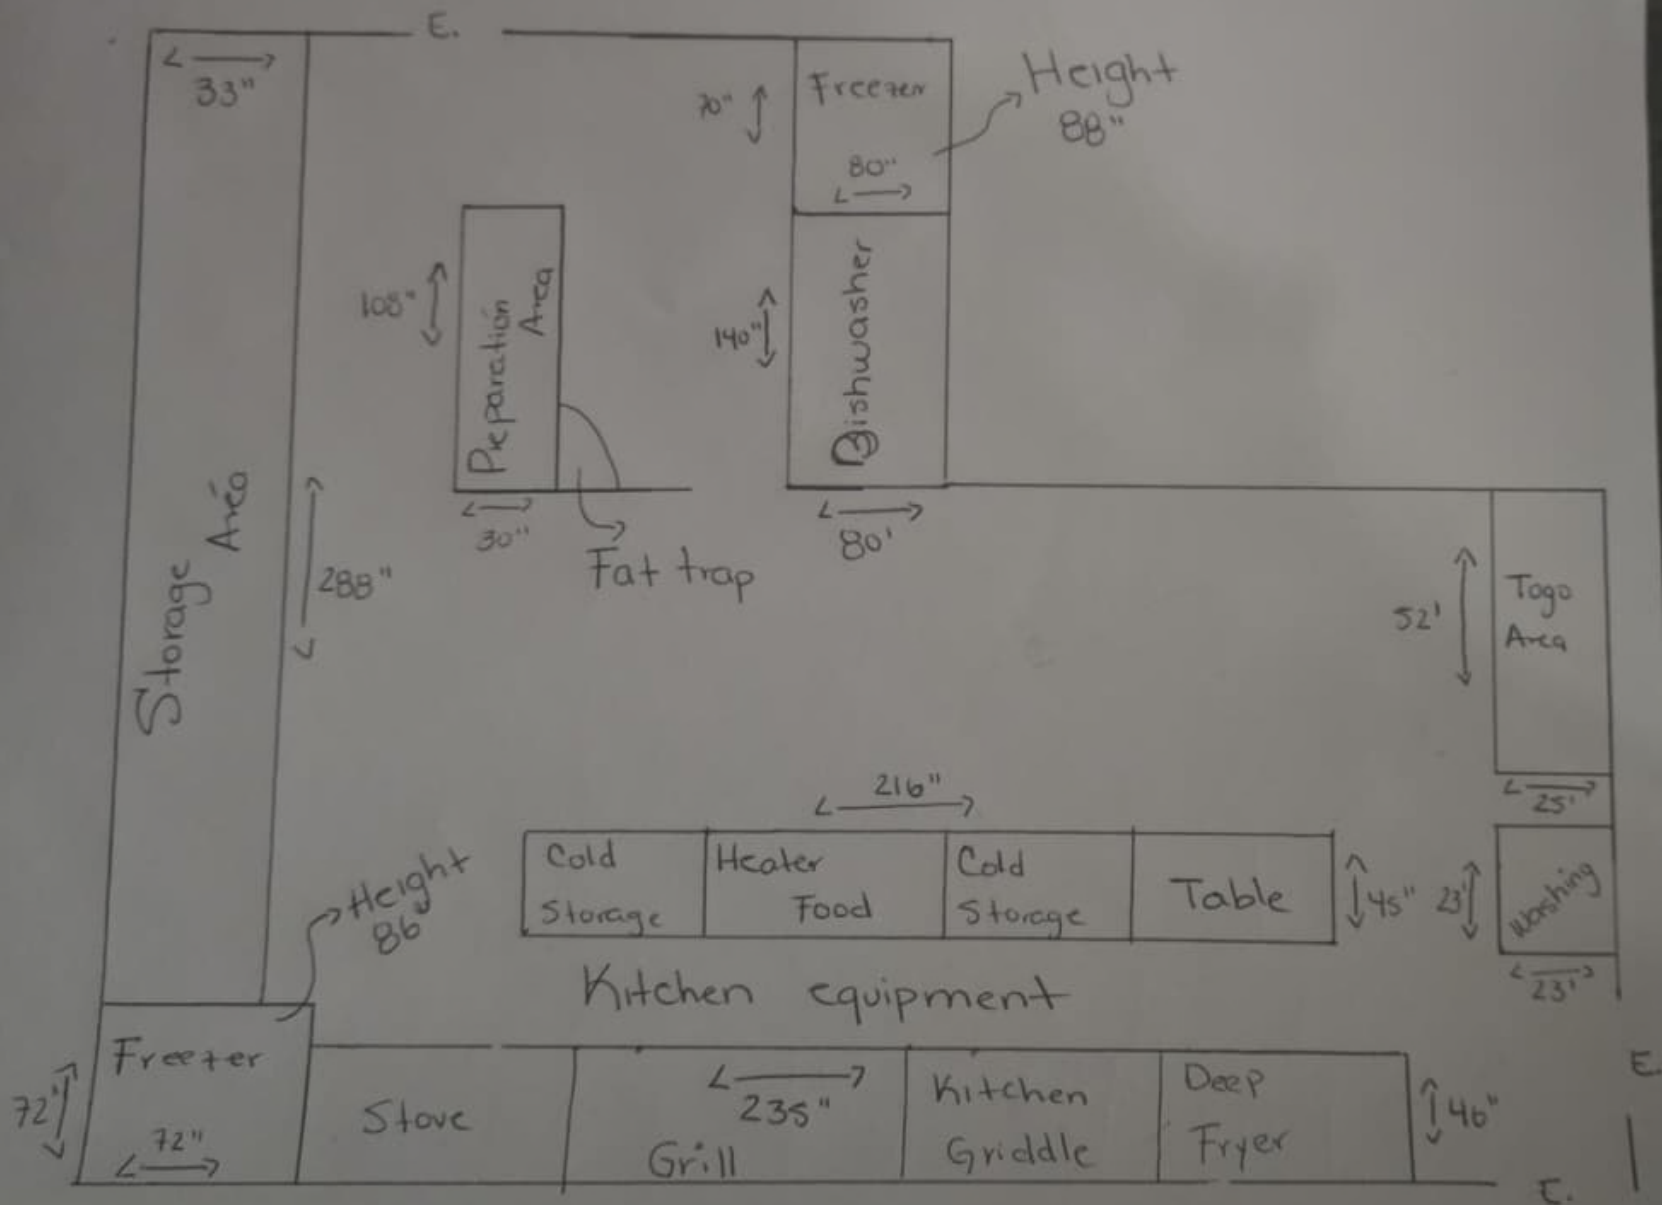 E.
33"
Freezer
70"
80"
Height
88"
108"
Preparatión
Area
30"
Fat trap
140"
Dishwasher
80'
Storage
Aréa
288"
52'
Togo
Area
25'
216"
Cold
Storage
Heater
Food
Cold
Storage
Table
45"
23'
Washing
23'
Height
86"
Kitchen equipment
Freezer
72"
72"
Stove
235"
Grill
Kitchen
Griddle
Deep
Fryer
46"
E.
E.